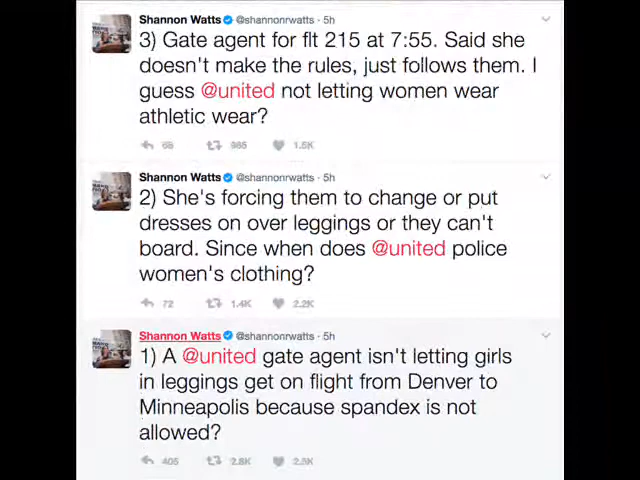 Shannon Watts @shannonrwatts · 5h
3) Gate agent for flt 215 at 7:55. Said she
doesn't make the rules, just follows them. I
guess @united not letting women wear
athletic wear?
68 985 1.5K
Shannon Watts @shannonrwatts · 5h
2) She's forcing them to change or put
dresses on over leggings or they can't
board. Since when does @united police
women's clothing?
72 1.4K 2.2K
Shannon Watts @shannonrwatts · 5h
1) A @united gate agent isn't letting girls
in leggings get on flight from Denver to
Minneapolis because spandex is not
allowed?
405 2.8K 2.5K